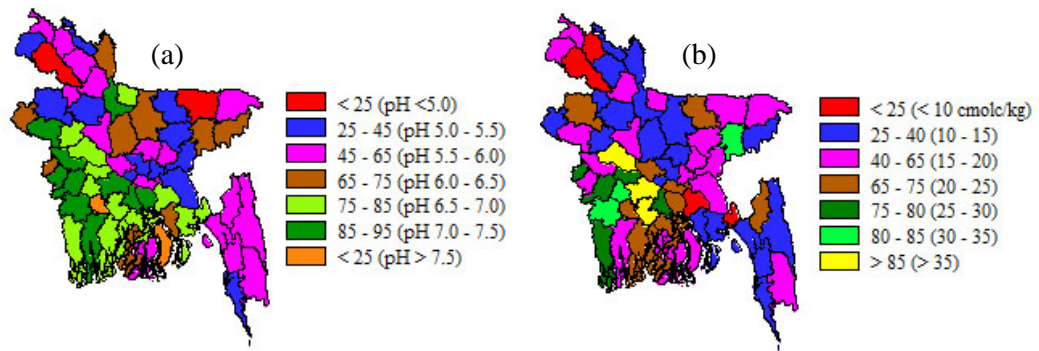 (a)
< 25 (pH <5.0)
25 - 45 (pH 5.0 - 5.5)
45 - 65 (pH 5.5 - 6.0)
65 - 75 (pH 6.0 - 6.5)
75 - 85 (pH 6.5 - 7.0)
85 - 95 (pH 7.0 - 7.5)
< 25 (pH > 7.5)
(b)
< 25 (< 10 cmolc/kg)
25 - 40 (10 - 15)
40 - 65 (15 - 20)
65 - 75 (20 - 25)
75 - 80 (25 - 30)
80 - 85 (30 - 35)
> 85 (> 35)